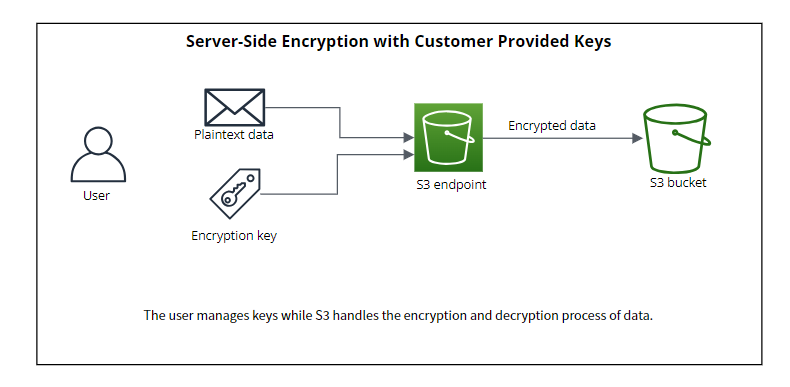 Server-Side Encryption with Customer Provided Keys
Plaintext data
Encrypted data
User
S3 endpoint
S3 bucket
Encryption key
The user manages keys while S3 handles the encryption and decryption process of data.